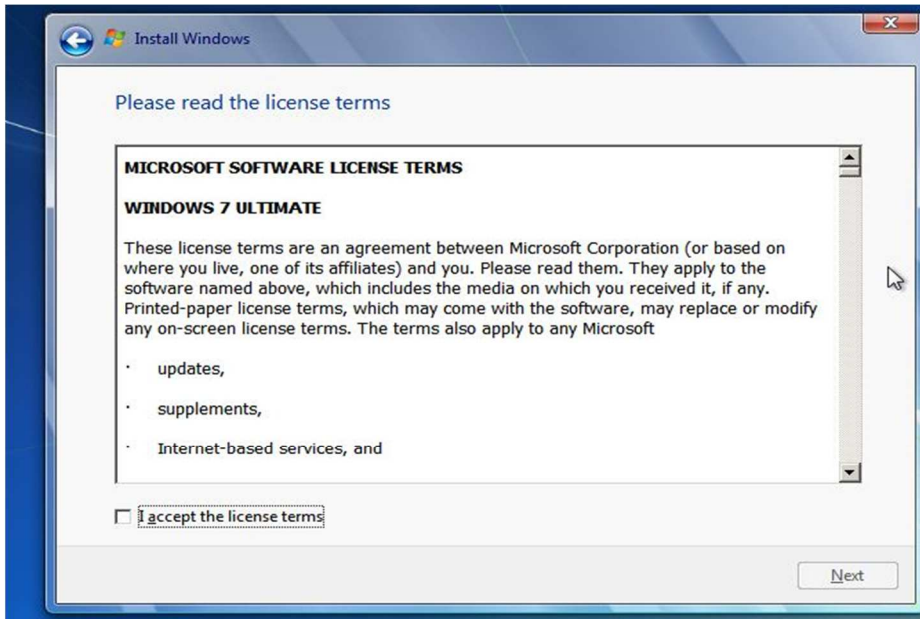 Install Windows
Please read the license terms
MICROSOFT SOFTWARE LICENSE TERMS
WINDOWS 7 ULTIMATE
These license terms are an agreement between Microsoft Corporation (or based on
where you live, one of its affiliates) and you. Please read them. They apply to the
software named above, which includes the media on which you received it, if any.
Printed-paper license terms, which may come with the software, may replace or modify
any on-screen license terms. The terms also apply to any Microsoft
· updates,
· supplements,
· Internet-based services, and
I accept the license terms
Next